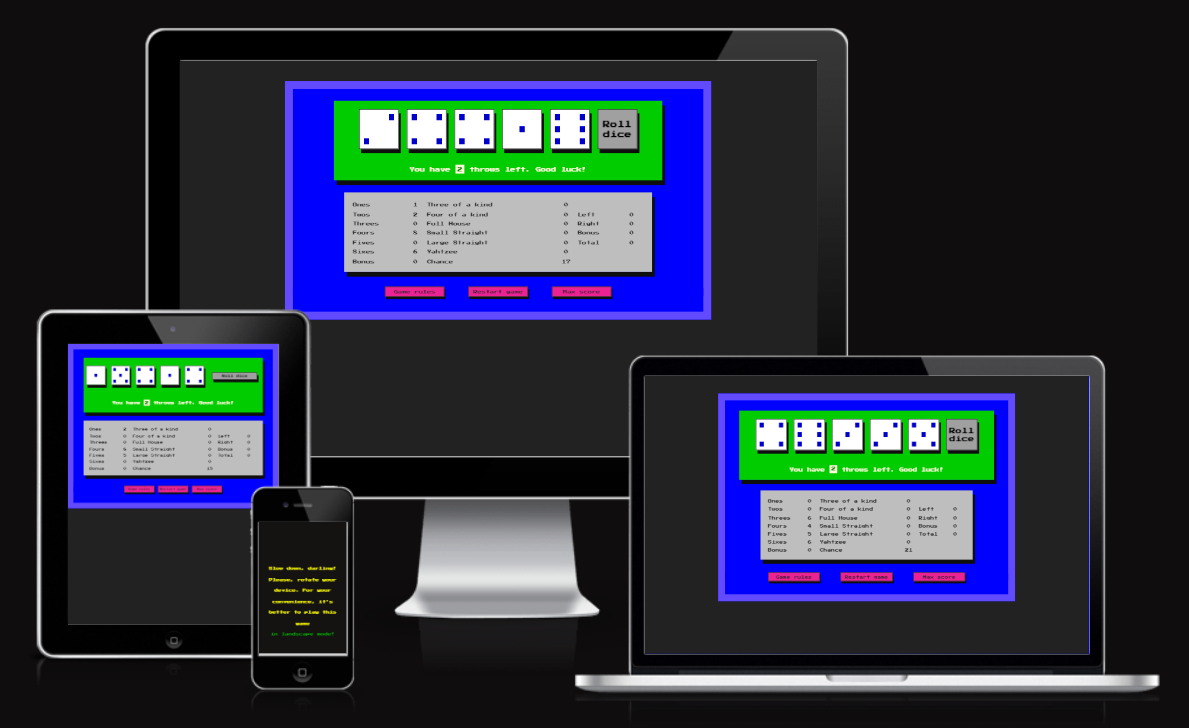 Roll
dice
You have 2 throws left. Good luck!
Ones 1 Three of a kind 0
Twos 2 Four of a kind 0 Left 0
Threes 0 Full House 0 Right 0
Fours 8 Small Straight 0 Bonus 0
Fives 0 Large Straight 0 Total 0
Sixes 6 Yahtzee 0
Bonus 0 Chance 17
Game rules Restart game Max score
Roll dice
You have 2 throws left. Good luck!
Ones 2 Three of a kind 0
Twos 0 Four of a kind 0 Left 0
Threes 0 Full House 0 Right 0
Fours 8 Small Straight 0 Bonus 0
Fives 5 Large Straight 0 Total 0
Sixes 0 Yahtzee 0
Bonus 0 Chance 15
Slow down, darling!
Please, rotate your
device. For your
convenience, it's
better to play this
game
in landscape mode!
Roll
dice
You have 2 throws left. Good luck!
Ones 0 Three of a kind 0
Twos 0 Four of a kind 0 Left 0
Threes 6 Full House 0 Right 0
Fours 4 Small Straight 0 Bonus 0
Fives 5 Large Straight 0 Total 0
Sixes 6 Yahtzee 0
Bonus 0 Chance 21
Game rules Restart game Max score